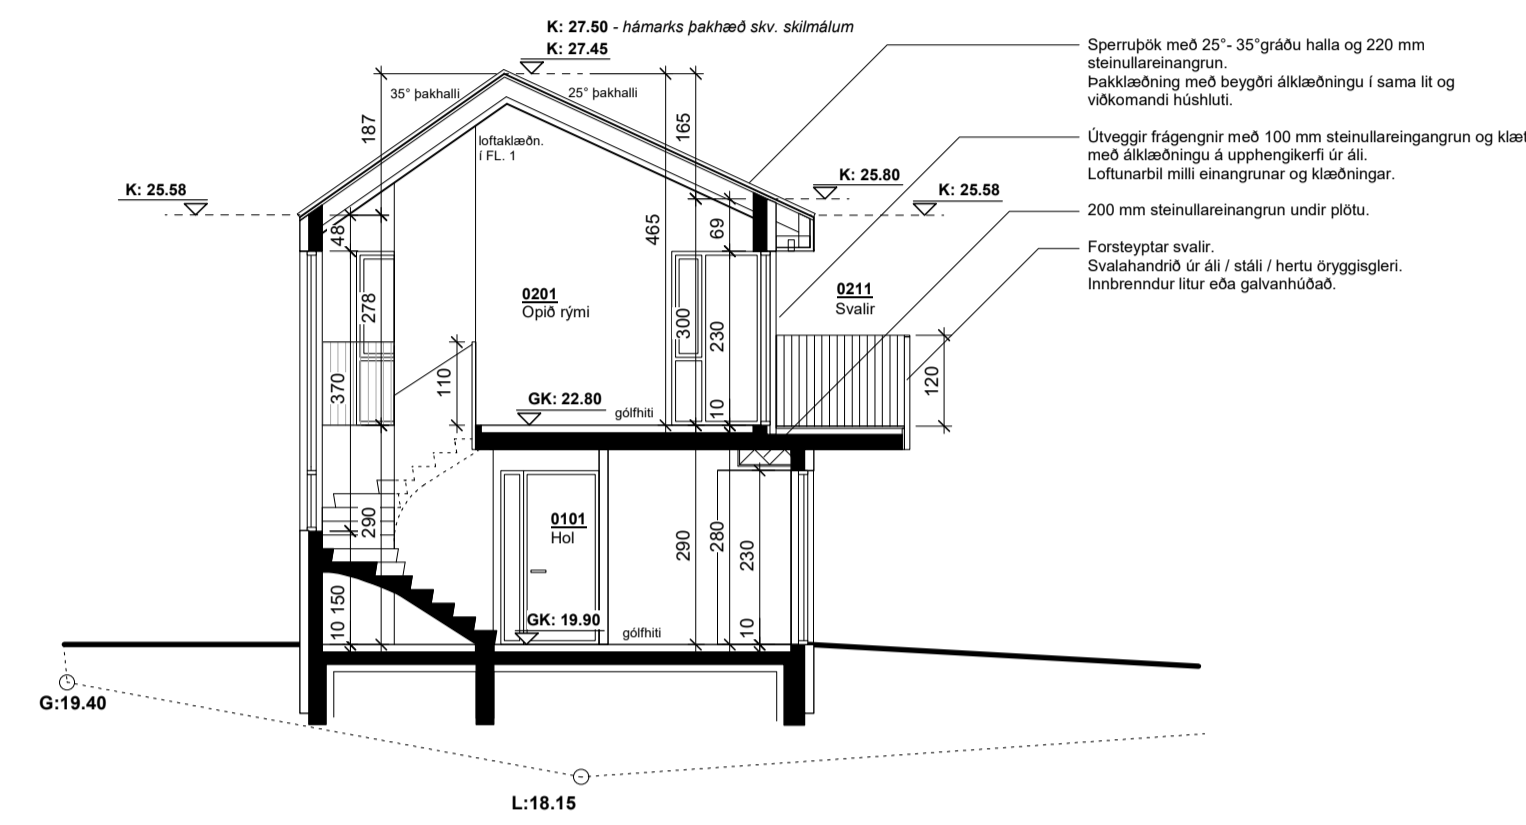 K: 27.50 - hámarks þakhæð skv. skilmálum
K: 27.45
35° þakhalli
25° þakhalli
187
165
loftaklæðn.
í FL. 1
K: 25.58
K: 25.80
K: 25.58
48
465
69
0201
Opið rými
0211
Svalir
278
300
230
370
110
120
GK: 22.80
gólfhiti
10
0101
Hol
290
290
280
230
150
10
GK: 19.90
gólfhiti
10
G:19.40
L:18.15
Sperruþök með 25°- 35°gráðu halla og 220 mm
steinullareinangrun.
Þakklæðning með beygðri álklæðningu í sama lit og
viðkomandi húshluti.
Útveggir frágengnir með 100 mm steinullareingangrun og
með álklæðningu á upphengikerfi úr áli.
Loftunarbil milli einangrunar og klæðningar.
200 mm steinullareinangrun undir plötu.
Forsteyptar svalir.
Svalahandrið úr áli / stáli / hertu öryggisgleri.
Innbrenndur litur eða galvanhúðað.